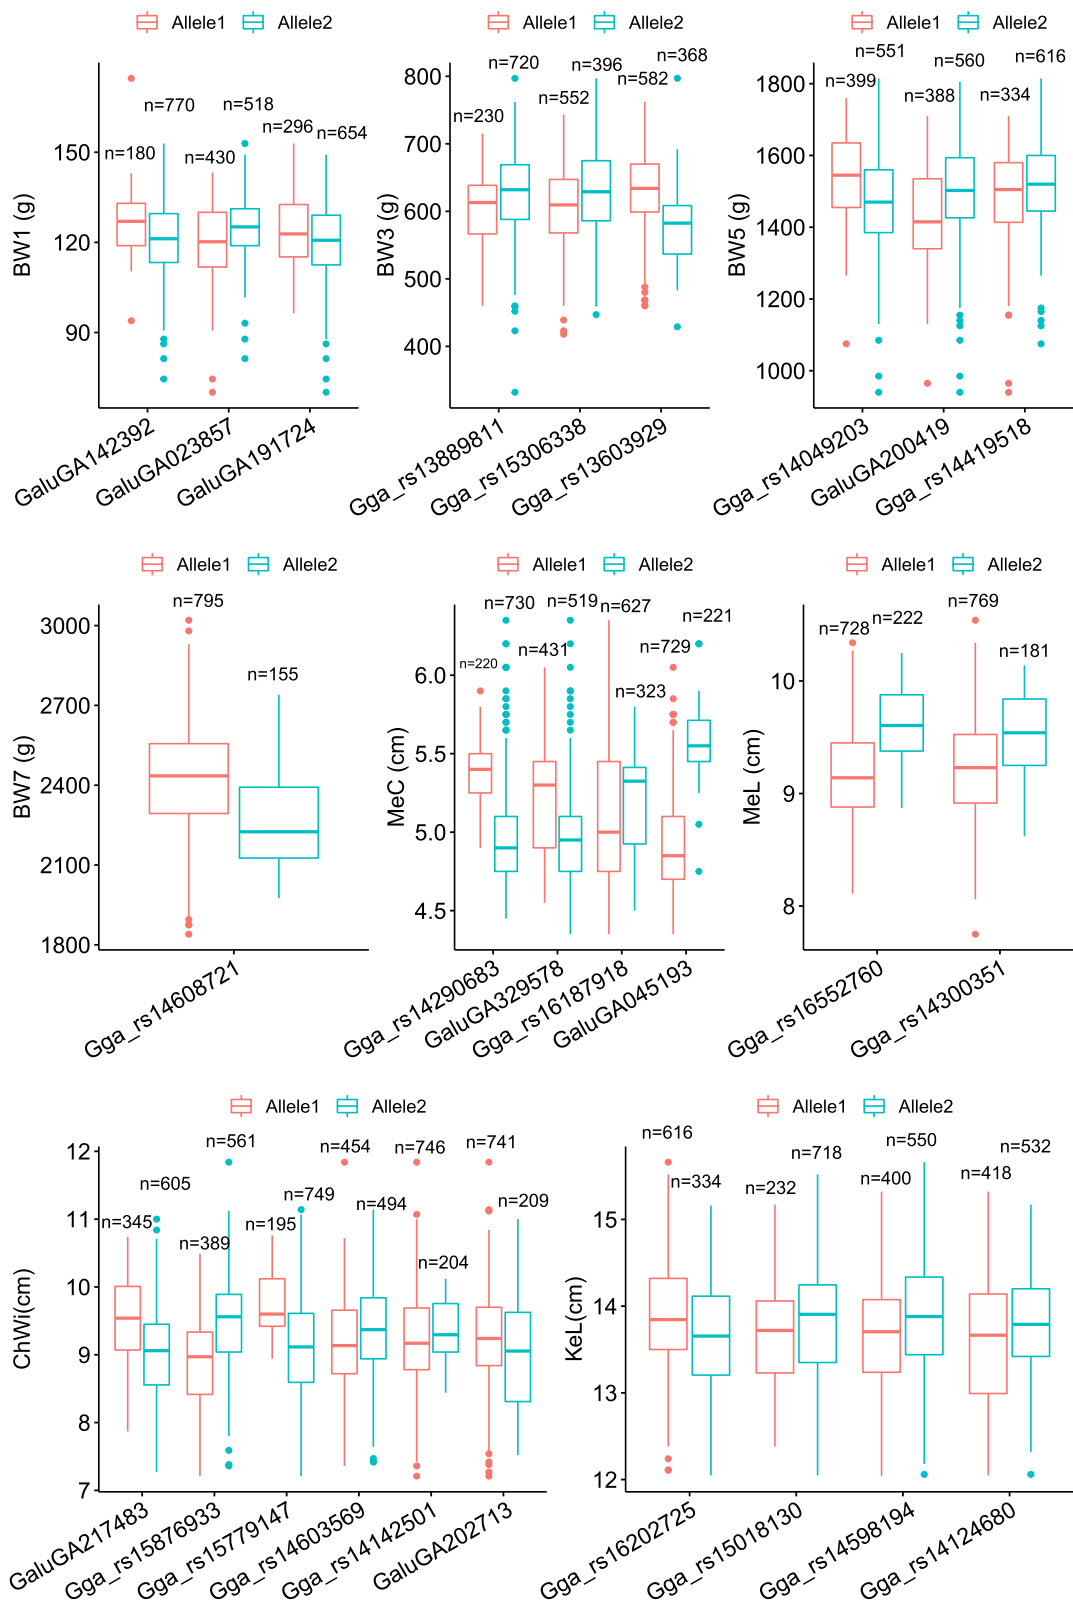 Allele1 Allele2
n=180 n=770 n=430 n=518 n=296 n=654
150
120
90
BW1 (g)
GaluGA142392 GaluGA023857 GaluGA191724
Allele1 Allele2
n=230 n=720 n=552 n=396 n=582 n=368
800
700
600
500
400
BW3 (g)
Gga_rs13889811 Gga_rs15306338 Gga_rs13603929
Allele1 Allele2
n=399 n=551 n=388 n=560 n=334 n=616
1800
1600
1400
1200
1000
BW5 (g)
Gga_rs14049203 GaluGA200419 Gga_rs14419518
Allele1 Allele2
n=795 n=155
3000
2700
2400
2100
1800
BW7 (g)
Gga_rs14608721
Allele1 Allele2
n=220 n=730 n=431 n=519 n=627 n=323 n=729 n=221
6.0
5.5
5.0
4.5
MeC (cm)
Gga_rs14290683 GaluGA329578 Gga_rs16187918 GaluGA045193
Allele1 Allele2
n=728 n=222 n=769 n=181
10
9
8
MeL (cm)
Gga_rs16552760 Gga_rs14300351
Allele1 Allele2
n=345 n=605 n=389 n=561 n=195 n=749 n=454 n=494 n=746 n=204 n=741 n=209
12
11
10
9
8
7
ChWi(cm)
GaluGA217483 Gga_rs15876933 Gga_rs15779147 Gga_rs14603569 Gga_rs14142501 GaluGA202713
Allele1 Allele2
n=616 n=334 n=232 n=718 n=400 n=550 n=418 n=532
15
14
13
12
KeL(cm)
Gga_rs16202725 Gga_rs15018130 Gga_rs14598194 Gga_rs14124680